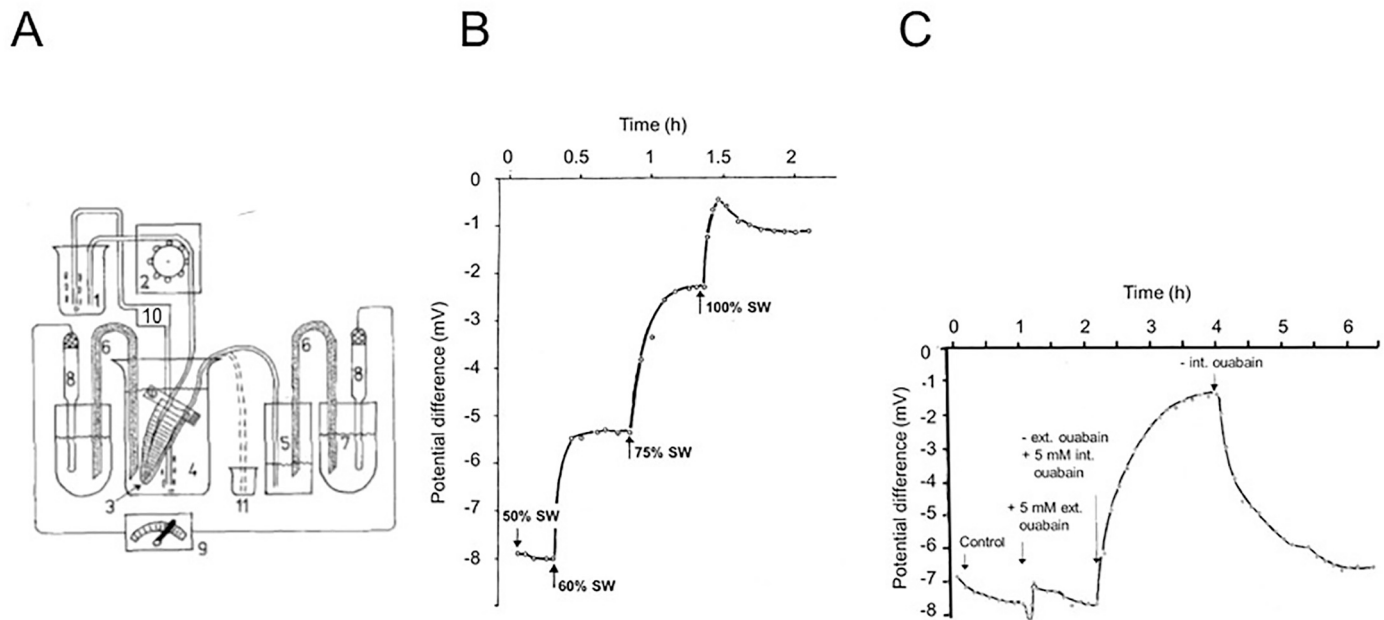 A
1
2
10
6
6
8
8
5
7
4
3
11
9
B
Time (h)
0 0.5 1 1.5 2
Potential difference (mV)
0
-1
-2
-3
-4
-5
-6
-7
-8
50% SW
60% SW
75% SW
100% SW
C
Time (h)
0 1 2 3 4 5 6
Potential difference (mV)
0
-1
-2
-3
-4
-5
-6
-7
-8
Control
+ 5 mM ext.
ouabain
- ext. ouabain
+ 5 mM int.
ouabain
- int. ouabain